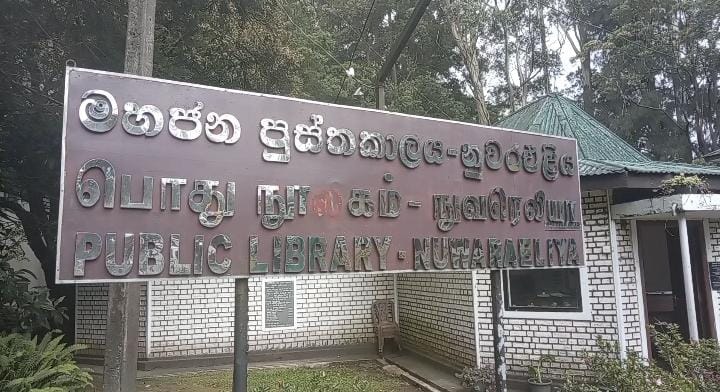 මහජන පුස්තකාලය-නුවරඑළිය
பொது நூலகம் - நுவரெலியா
PUBLIC LIBRARY - NUWARAELIYA